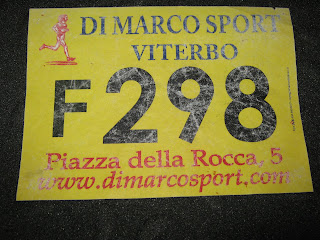 DI MARCO SPORT
VITERBO
F298
Piazza della Rocca, 5
www.dimarcosport.com